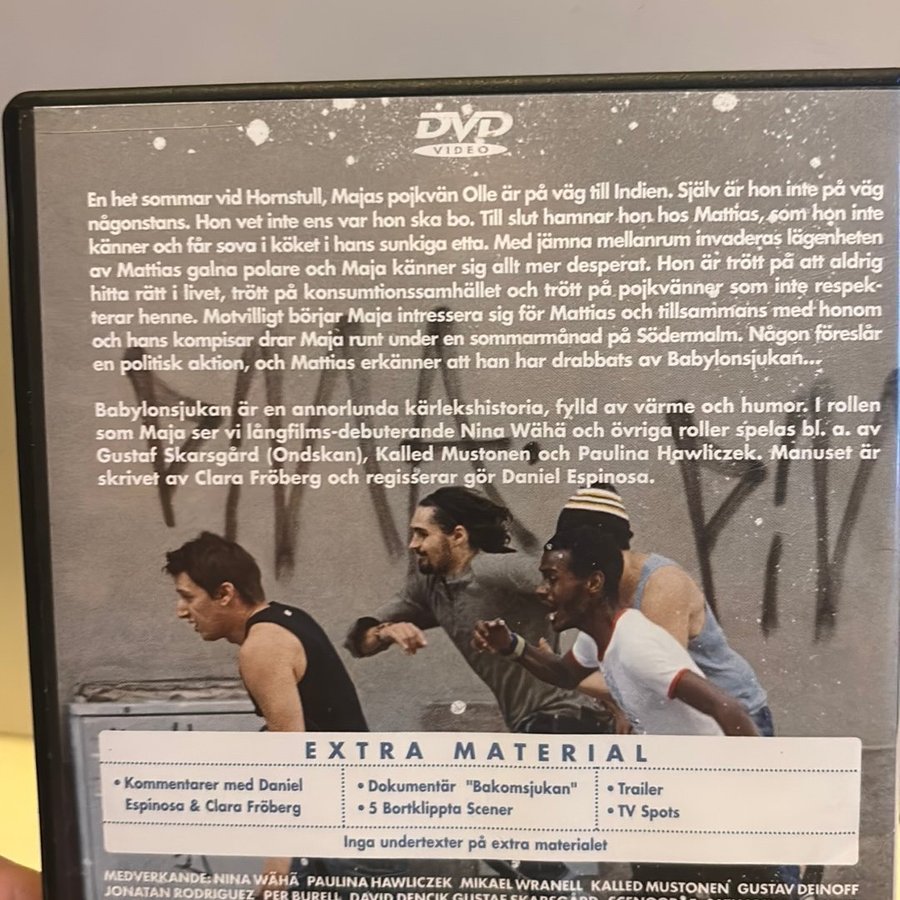 DVD
VIDEO
En het sommar vid Hornstull, Majas pojkvän Olle är på väg till Indien. Själv är hon inte på väg
någonstans. Hon vet inte ens var hon ska bo. Till slut hamnar hon hos Mattias, som hon inte
känner och får sova i köket i hans sunkiga etta. Med jämna mellanrum invaderas lägenheten
av Mattias galna polare och Maja känner sig allt mer desperat. Hon är trött på att aldrig
hitta rätt i livet, trött på konsumtionssamhället och trött på pojkvänner som inte respek-
terar henne. Motvilligt börjar Maja intressera sig för Mattias och tillsammans med honom
och hans kompisar drar Maja runt under en sommarmånad på Södermalm. Någon föreslår
en politisk aktion, och Mattias erkänner att han har drabbats av Babylonsjukan...
Babylonsjukan är en annorlunda kärlekshistoria, fylld av värme och humor. I rollen
som Maja ser vi långfilms-debuterande Nina Wähä och övriga roller spelas bl. a. av
Gustaf Skarsgård (Ondskan), Kalled Mustonen och Paulina Hawliczek. Manuset är
skrivet av Clara Fröberg och regisserar gör Daniel Espinosa.
EXTRA MATERIAL
• Kommentarer med Daniel
Espinosa & Clara Fröberg
• Dokumentär "Bakomsjukan"
• 5 Bortklippta Scener
• Trailer
• TV Spots
Inga undertexter på extra materialet
MEDVERKANDE: NINA WÄHÄ PAULINA HAWLICZEK MIKAEL WRANELL KALLED MUSTONEN GUSTAV DEINOFF
JONATAN RODRIGUEZ PER BURELL DAVID DENCIK GUSTAF SKARSGÅRD